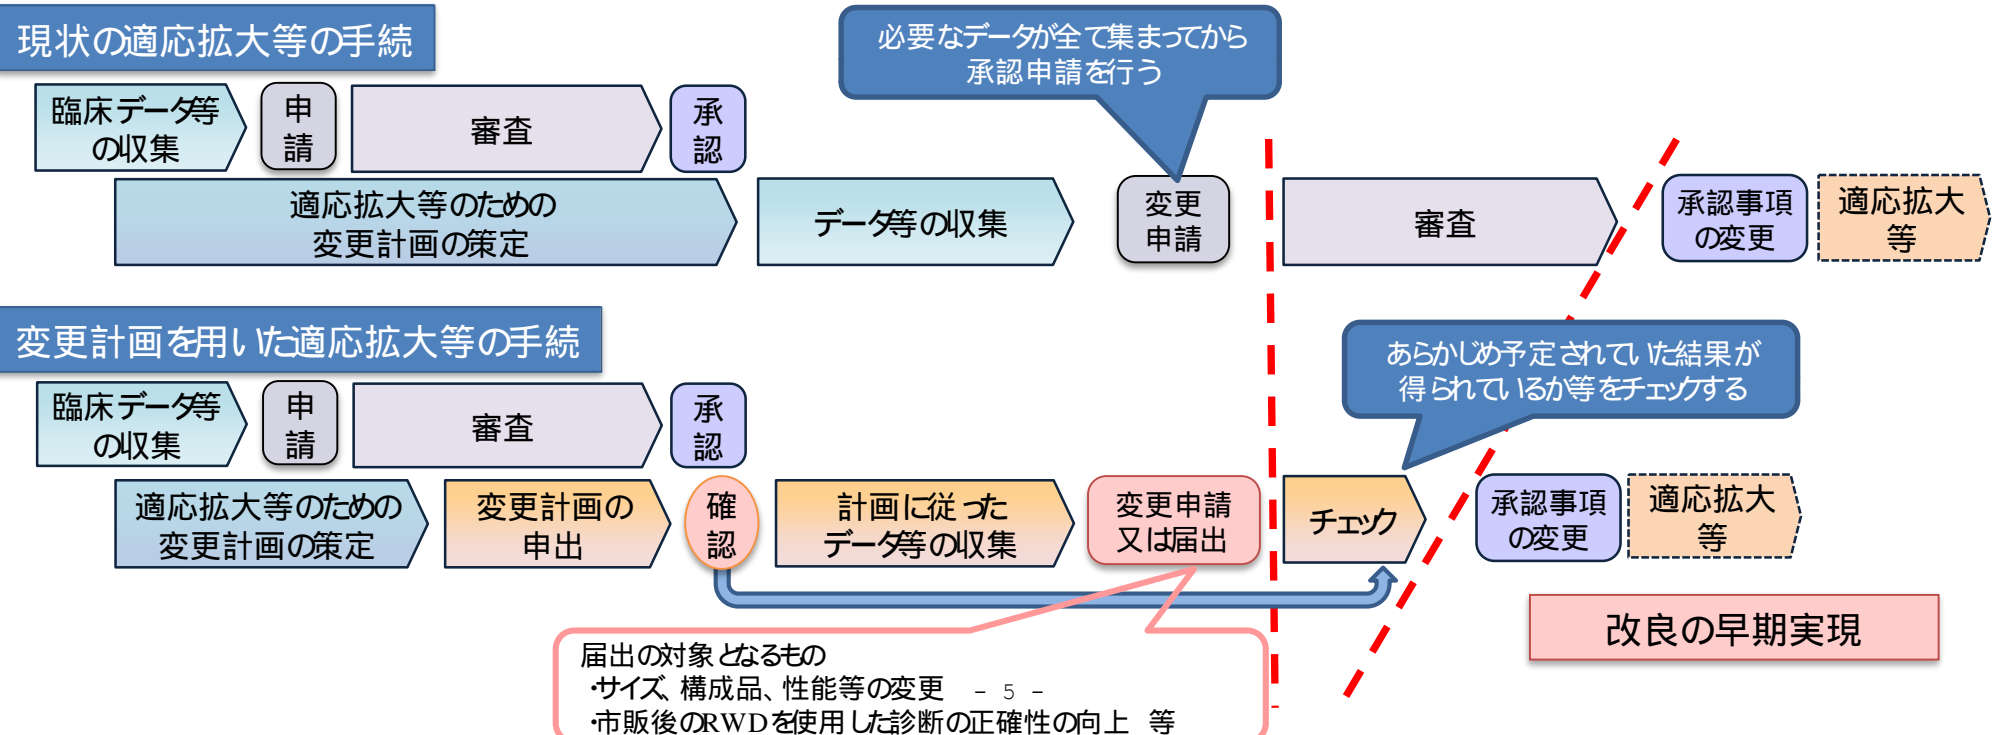 現状の適応拡大等の手続
必要なデータが全て集まってから
承認申請を行う
臨床データ等
の収集
申
請
審査
承
認
適応拡大等のための
変更計画の策定
データ等の収集
変更
申請
審査
承認事項
の変更
適応拡大
等
変更計画を用いた適応拡大等の手続
あらかじめ予定されていた結果が
得られているか等をチェックする
臨床データ等
の収集
申
請
審査
承
認
適応拡大等のための
変更計画の策定
変更計画の
申出
確
認
計画に従った
データ等の収集
変更申請
又は届出
チェック
承認事項
の変更
適応拡大
等
改良の早期実現
届出の対象となるもの
・サイズ、構成品、性能等の変更 - 5 -
・市販後のRWDを使用した診断の正確性の向上 等